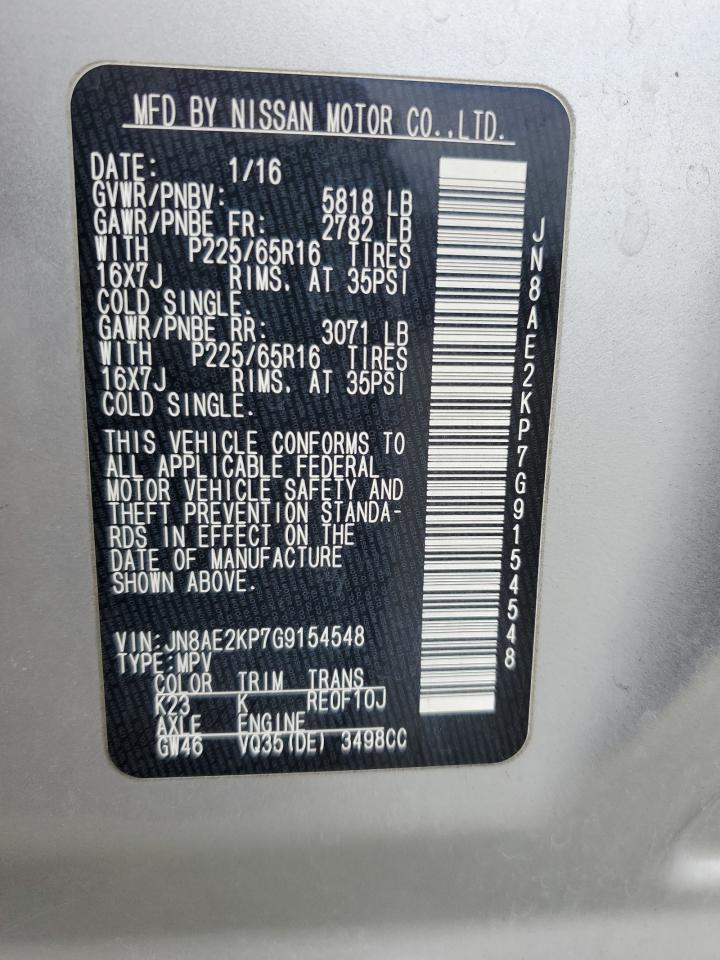 MFD BY NISSAN MOTOR CO.,LTD.
DATE: 1/16
GVWR/PNBV: 5818 LB
GAWR/PNBE FR: 2782 LB
WITH P225/65R16 TIRES
16X7J RIMS. AT 35PSI
COLD SINGLE.
GAWR/PNBE RR: 3071 LB
WITH P225/65R16 TIRES
16X7J RIMS. AT 35PSI
COLD SINGLE.
THIS VEHICLE CONFORMS TO
ALL APPLICABLE FEDERAL
MOTOR VEHICLE SAFETY AND
THEFT PREVENTION STANDA-
RDS IN EFFECT ON THE
DATE OF MANUFACTURE
SHOWN ABOVE.
VIN:JN8AE2KP7G9154548
TYPE:MPV
COLOR TRIM TRANS
K23 K RE0F10J
AXLE ENGINE
GW46 VQ35(DE) 3498CC
JN8AE2KP7G9154548